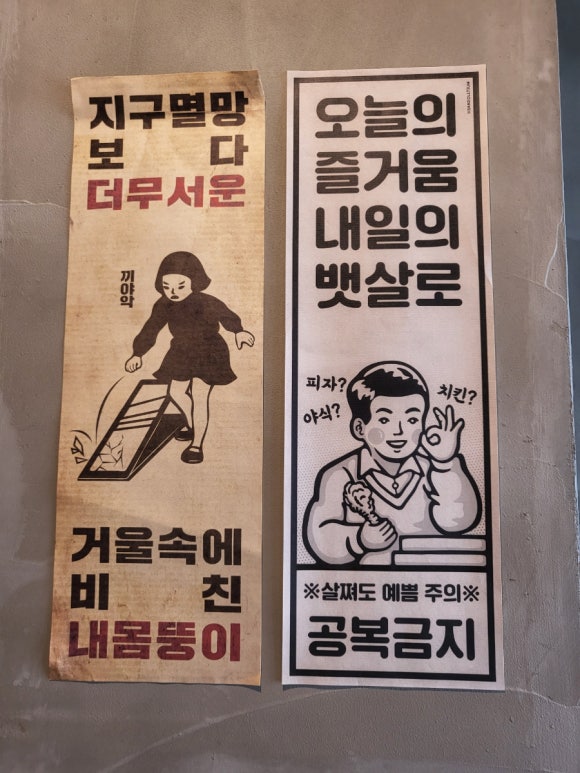 지구멸망
보 다
더무서운
끼야악
거울속에
비 친
내몸뚱이
오늘의
즐거움
내일의
뱃살로
피자?
야식?
치킨?
※살쪄도 예쁨 주의※
공복금지